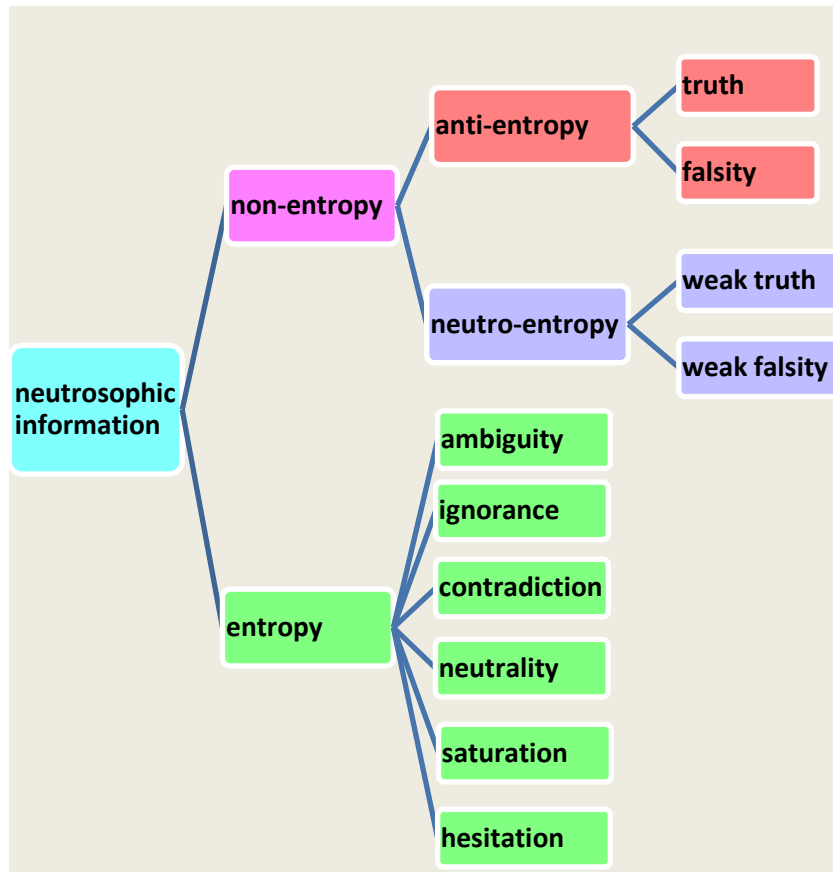 truth
anti-entropy
falsity
non-entropy
weak truth
neutro-entropy
weak falsity
neutrosophic
information
ambiguity
ignorance
contradiction
entropy
neutrality
saturation
hesitation